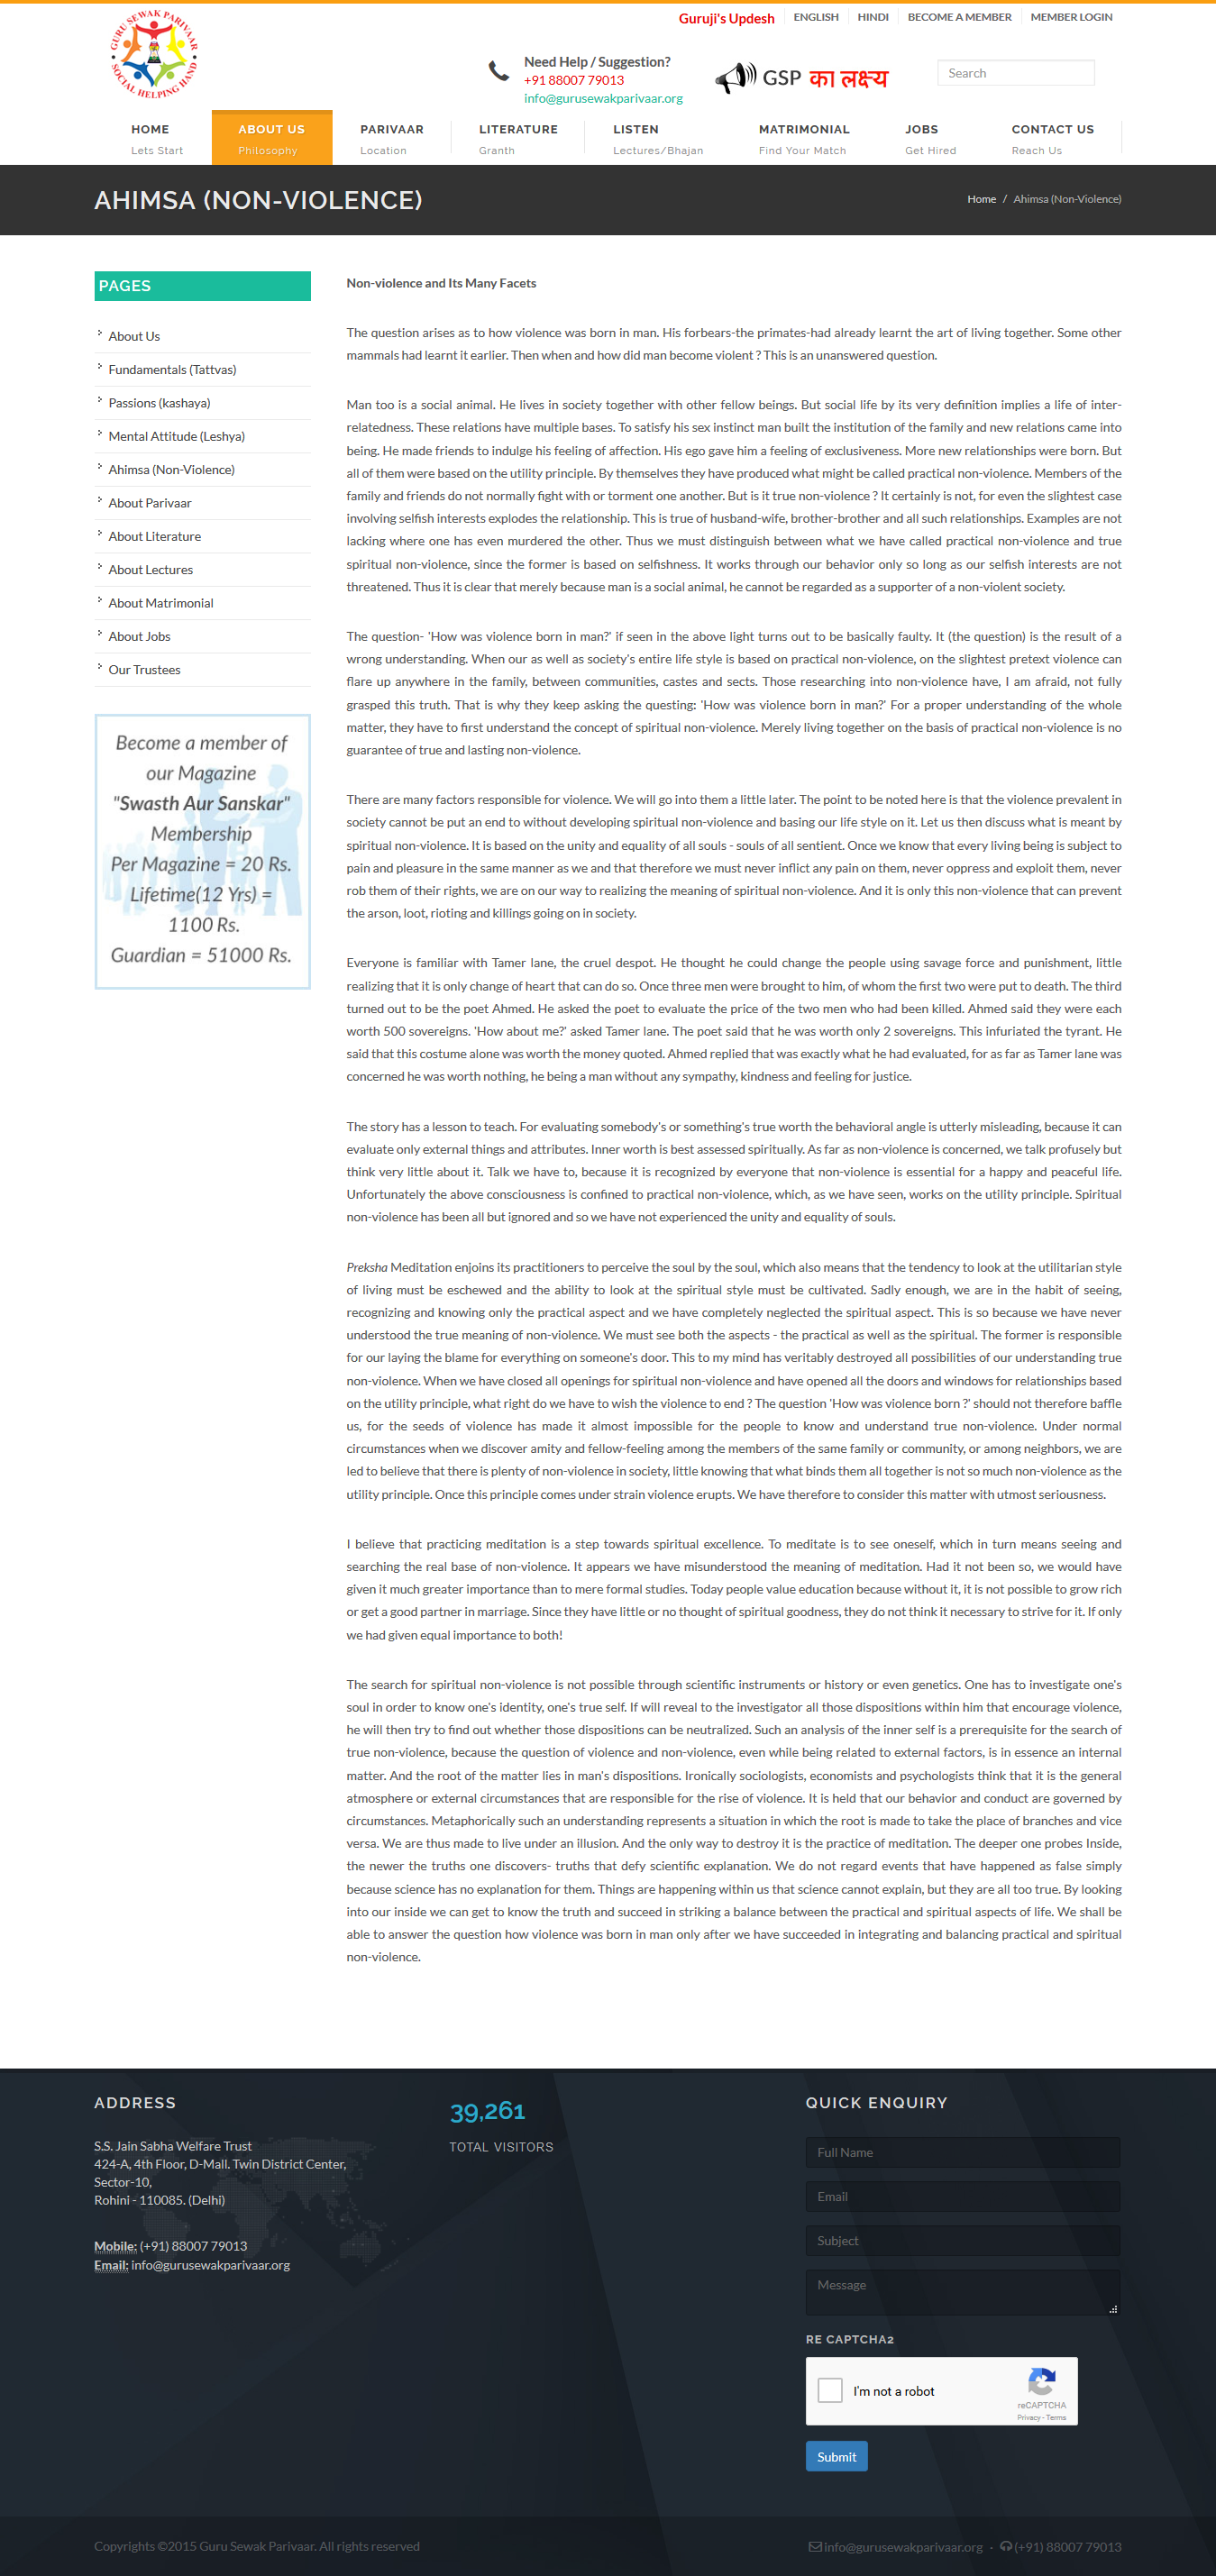 GURU SEWAK PARIVAAR
SOCIAL HELPING HAND
Guruji's Updesh
ENGLISH
HINDI
BECOME A MEMBER
MEMBER LOGIN
Need Help / Suggestion?
+91 88007 79013
info@gurusewakparivaar.org
GSP का लक्ष्य
Search
HOME
Lets Start
ABOUT US
Philosophy
PARIVAAR
Location
LITERATURE
Granth
LISTEN
Lectures/Bhajan
MATRIMONIAL
Find Your Match
JOBS
Get Hired
CONTACT US
Reach Us
AHIMSA (NON-VIOLENCE)
Home / Ahimsa (Non-Violence)
PAGES
About Us
Fundamentals (Tattvas)
Passions (kashaya)
Mental Attitude (Leshya)
Ahimsa (Non-Violence)
About Parivaar
About Literature
About Lectures
About Matrimonial
About Jobs
Our Trustees
Become a member of
our Magazine
"Swasth Aur Sanskar"
Membership
Per Magazine = 20 Rs.
Lifetime(12 Yrs) =
1100 Rs.
Guardian = 51000 Rs.
Non-violence and Its Many Facets
The question arises as to how violence was born in man. His forbears-the primates-had already learnt the art of living together. Some other
mammals had learnt it earlier. Then when and how did man become violent ? This is an unanswered question.
Man too is a social animal. He lives in society together with other fellow beings. But social life by its very definition implies a life of inter-
relatedness. These relations have multiple bases. To satisfy his sex instinct man built the institution of the family and new relations came into
being. He made friends to indulge his feeling of affection. His ego gave him a feeling of exclusiveness. More new relationships were born. But
all of them were based on the utility principle. By themselves they have produced what might be called practical non-violence. Members of the
family and friends do not normally fight with or torment one another. But is it true non-violence ? It certainly is not, for even the slightest case
involving selfish interests explodes the relationship. This is true of husband-wife, brother-brother and all such relationships. Examples are not
lacking where one has even murdered the other. Thus we must distinguish between what we have called practical non-violence and true
spiritual non-violence, since the former is based on selfishness. It works through our behavior only so long as our selfish interests are not
threatened. Thus it is clear that merely because man is a social animal, he cannot be regarded as a supporter of a non-violent society.
The question- 'How was violence born in man?' if seen in the above light turns out to be basically faulty. It (the question) is the result of a
wrong understanding. When our as well as society's entire life style is based on practical non-violence, on the slightest pretext violence can
flare up anywhere in the family, between communities, castes and sects. Those researching into non-violence have, I am afraid, not fully
grasped this truth. That is why they keep asking the questing: 'How was violence born in man?' For a proper understanding of the whole
matter, they have to first understand the concept of spiritual non-violence. Merely living together on the basis of practical non-violence is no
guarantee of true and lasting non-violence.
There are many factors responsible for violence. We will go into them a little later. The point to be noted here is that the violence prevalent in
society cannot be put an end to without developing spiritual non-violence and basing our life style on it. Let us then discuss what is meant by
spiritual non-violence. It is based on the unity and equality of all souls - souls of all sentient. Once we know that every living being is subject to
pain and pleasure in the same manner as we and that therefore we must never inflict any pain on them, never oppress and exploit them, never
rob them of their rights, we are on our way to realizing the meaning of spiritual non-violence. And it is only this non-violence that can prevent
the arson, loot, rioting and killings going on in society.
Everyone is familiar with Tamer lane, the cruel despot. He thought he could change the people using savage force and punishment, little
realizing that it is only change of heart that can do so. Once three men were brought to him, of whom the first two were put to death. The third
turned out to be the poet Ahmed. He asked the poet to evaluate the price of the two men who had been killed. Ahmed said they were each
worth 500 sovereigns. 'How about me?' asked Tamer lane. The poet said that he was worth only 2 sovereigns. This infuriated the tyrant. He
said that this costume alone was worth the money quoted. Ahmed replied that was exactly what he had evaluated, for as far as Tamer lane was
concerned he was worth nothing, he being a man without any sympathy, kindness and feeling for justice.
The story has a lesson to teach. For evaluating somebody's or something's true worth the behavioral angle is utterly misleading, because it can
evaluate only external things and attributes. Inner worth is best assessed spiritually. As far as non-violence is concerned, we talk profusely but
think very little about it. Talk we have to, because it is recognized by everyone that non-violence is essential for a happy and peaceful life.
Unfortunately the above consciousness is confined to practical non-violence, which, as we have seen, works on the utility principle. Spiritual
non-violence has been all but ignored and so we have not experienced the unity and equality of souls.
Preksha Meditation enjoins its practitioners to perceive the soul by the soul, which also means that the tendency to look at the utilitarian style
of living must be eschewed and the ability to look at the spiritual style must be cultivated. Sadly enough, we are in the habit of seeing,
recognizing and knowing only the practical aspect and we have completely neglected the spiritual aspect. This is so because we have never
understood the true meaning of non-violence. We must see both the aspects - the practical as well as the spiritual. The former is responsible
for our laying the blame for everything on someone's door. This to my mind has veritably destroyed all possibilities of our understanding true
non-violence. When we have closed all openings for spiritual non-violence and have opened all the doors and windows for relationships based
on the utility principle, what right do we have to wish the violence to end ? The question 'How was violence born ?' should not therefore baffle
us, for the seeds of violence has made it almost impossible for the people to know and understand true non-violence. Under normal
circumstances when we discover amity and fellow-feeling among the members of the same family or community, or among neighbors, we are
led to believe that there is plenty of non-violence in society, little knowing that what binds them all together is not so much non-violence as the
utility principle. Once this principle comes under strain violence erupts. We have therefore to consider this matter with utmost seriousness.
I believe that practicing meditation is a step towards spiritual excellence. To meditate is to see oneself, which in turn means seeing and
searching the real base of non-violence. It appears we have misunderstood the meaning of meditation. Had it not been so, we would have
given it much greater importance than to mere formal studies. Today people value education because without it, it is not possible to grow rich
or get a good partner in marriage. Since they have little or no thought of spiritual goodness, they do not think it necessary to strive for it. If only
we had given equal importance to both!
The search for spiritual non-violence is not possible through scientific instruments or history or even genetics. One has to investigate one's
soul in order to know one's identity, one's true self. If will reveal to the investigator all those dispositions within him that encourage violence,
he will then try to find out whether those dispositions can be neutralized. Such an analysis of the inner self is a prerequisite for the search of
true non-violence, because the question of violence and non-violence, even while being related to external factors, is in essence an internal
matter. And the root of the matter lies in man's dispositions. Ironically sociologists, economists and psychologists think that it is the general
atmosphere or external circumstances that are responsible for the rise of violence. It is held that our behavior and conduct are governed by
circumstances. Metaphorically such an understanding represents a situation in which the root is made to take the place of branches and vice
versa. We are thus made to live under an illusion. And the only way to destroy it is the practice of meditation. The deeper one probes Inside,
the newer the truths one discovers- truths that defy scientific explanation. We do not regard events that have happened as false simply
because science has no explanation for them. Things are happening within us that science cannot explain, but they are all too true. By looking
into our inside we can get to know the truth and succeed in striking a balance between the practical and spiritual aspects of life. We shall be
able to answer the question how violence was born in man only after we have succeeded in integrating and balancing practical and spiritual
non-violence.
ADDRESS
S.S. Jain Sabha Welfare Trust
424-A, 4th Floor, D-Mall. Twin District Center,
Sector-10,
Rohini - 110085. (Delhi)
Mobile: (+91) 88007 79013
Email: info@gurusewakparivaar.org
39,261
TOTAL VISITORS
QUICK ENQUIRY
Full Name
Email
Subject
Message
RE CAPTCHA2
I'm not a robot
reCAPTCHA
Privacy - Terms
Submit
Copyrights ©2015 Guru Sewak Parivaar. All rights reserved
info@gurusewakparivaar.org · (+91) 88007 79013